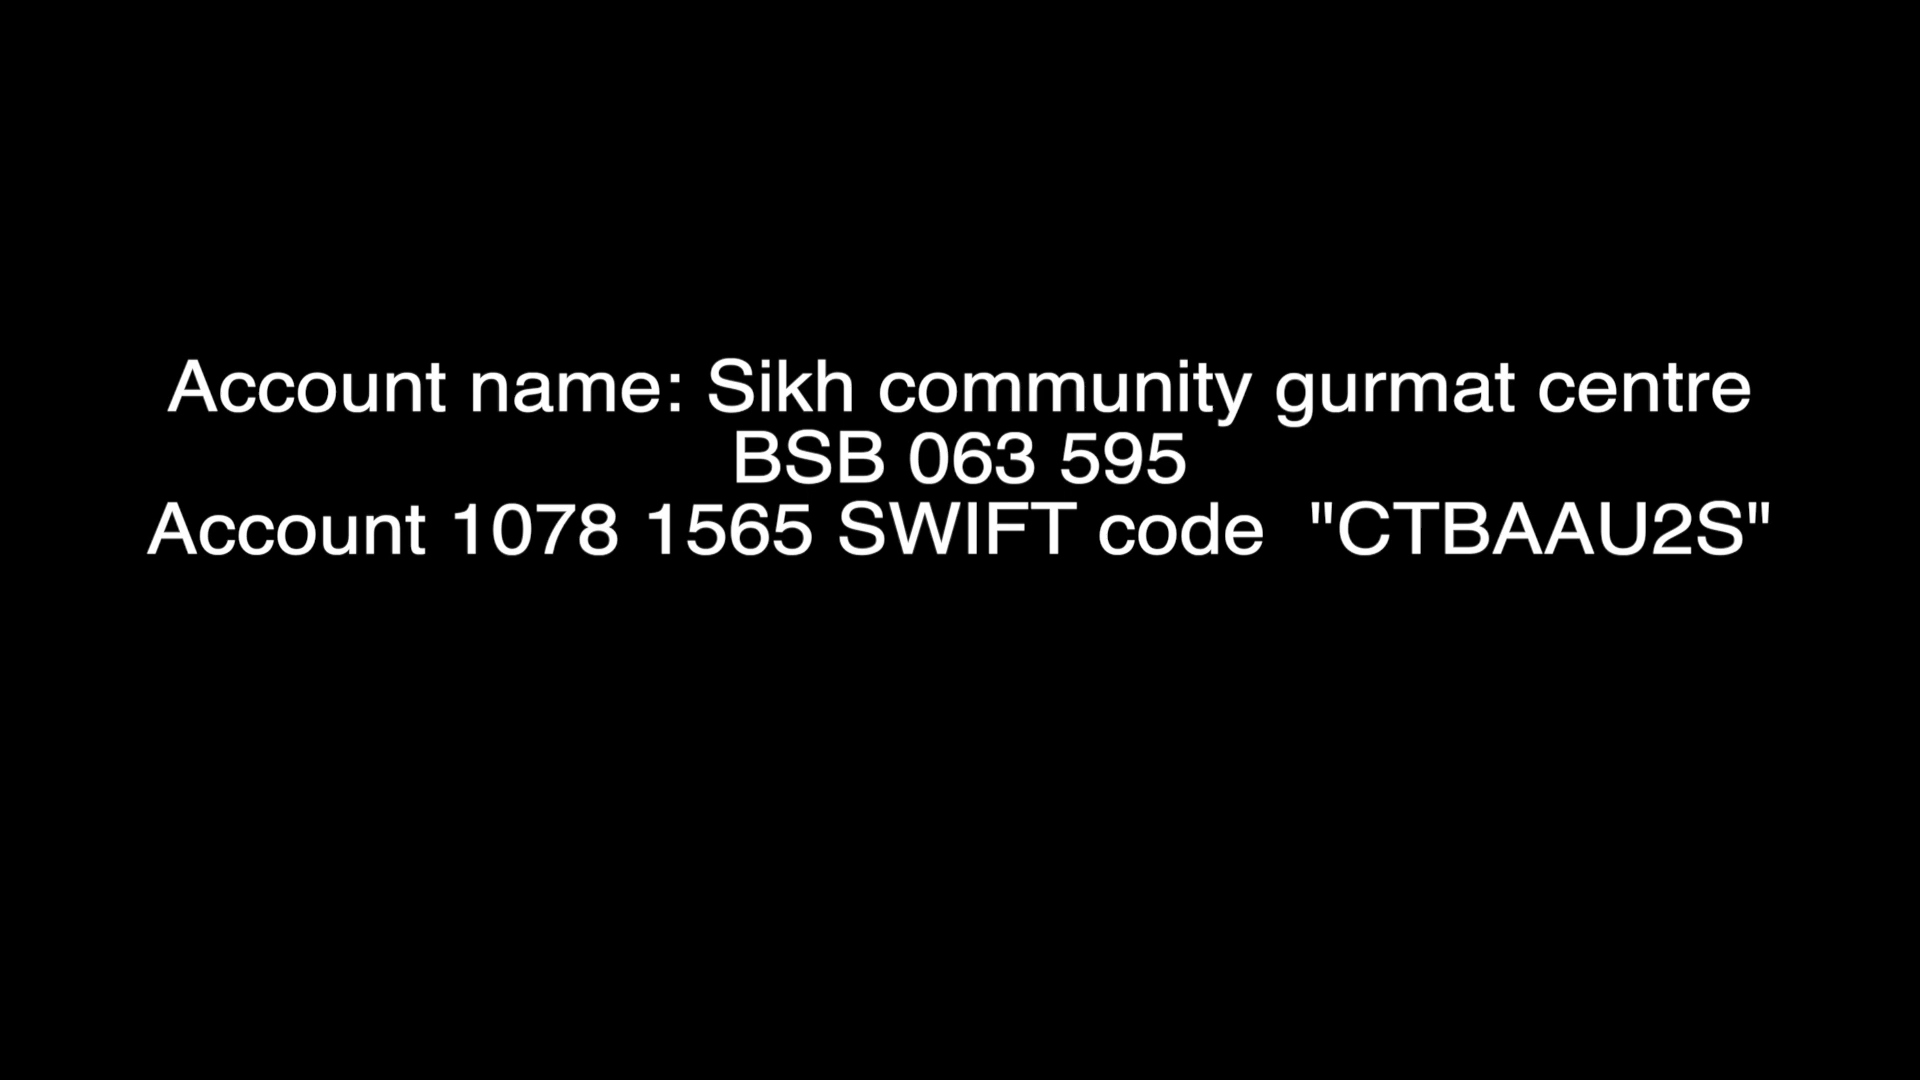 Account name: Sikh community gurmat centre
BSB 063 595
Account 1078 1565 SWIFT code  "CTBAAU2S"